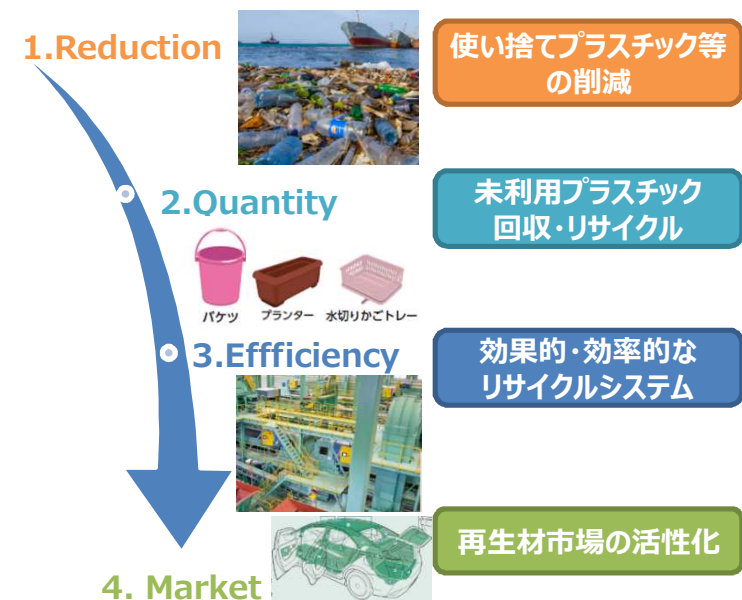 1.Reduction
使い捨てプラスチック等
の削減
2.Quantity
未利用プラスチック
回収・リサイクル
バケツ
プランター
水切りかごトレー
3.Effficiency
効果的・効率的な
リサイクルシステム
再生材市場の活性化
4. Market